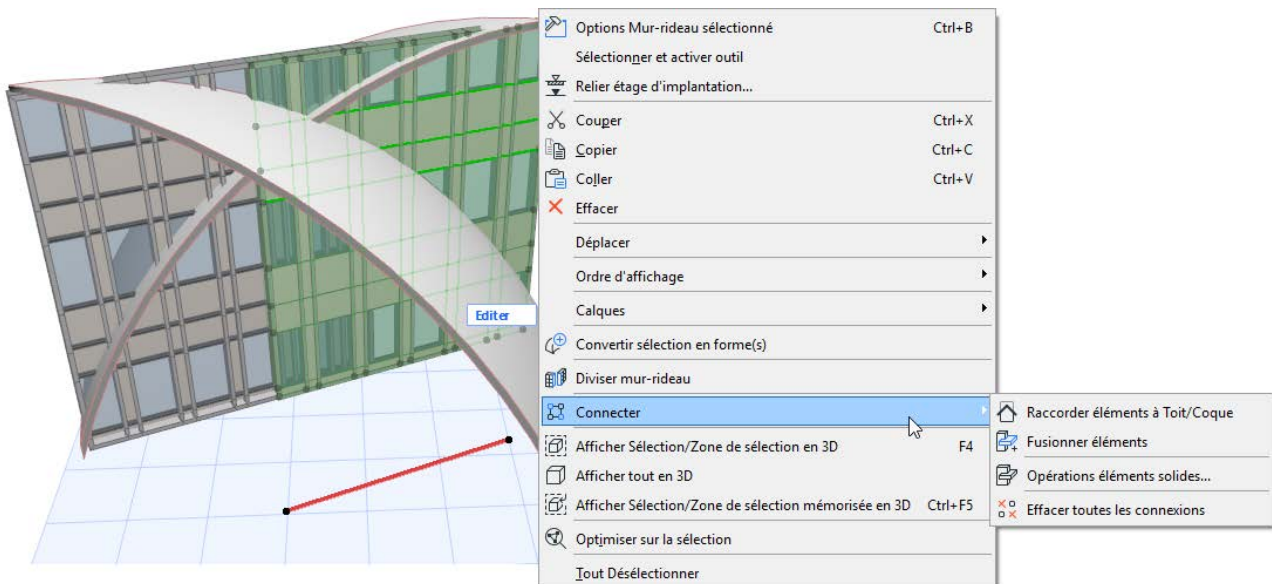 Options Mur-rideau sélectionné Ctrl+B
Sélectionner et activer outil
Relier étage d'implantation...
Couper Ctrl+X
Copier Ctrl+C
Coller Ctrl+V
Effacer
Déplacer
Ordre d'affichage
Calques
Editer
Convertir sélection en forme(s)
Diviser mur-rideau
Connecter
Raccorder éléments à Toit/Coque
Fusionner éléments
Opérations éléments solides...
Effacer toutes les connexions
Afficher Sélection/Zone de sélection en 3D F4
Afficher tout en 3D
Afficher Sélection/Zone de sélection mémorisée en 3D Ctrl+F5
Optimiser sur la sélection
Tout Désélectionner